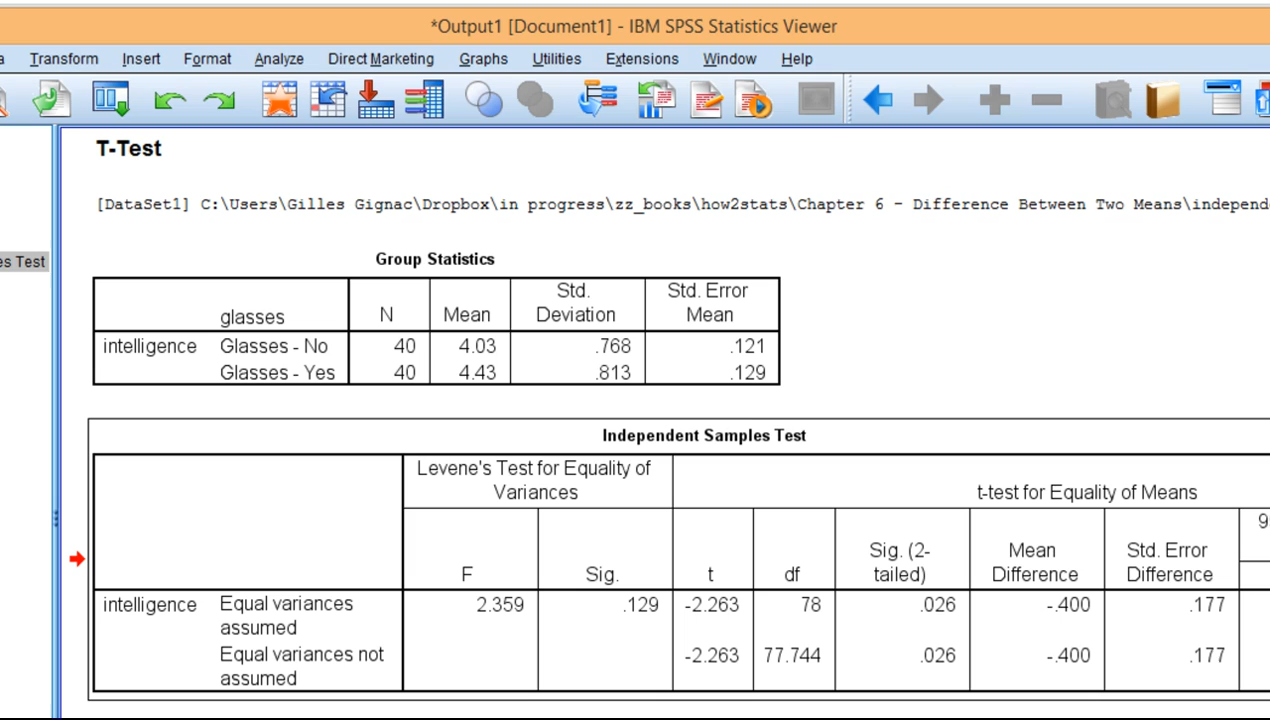 *Output1 [Document1] - IBM SPSS Statistics Viewer
a Transform Insert Format Analyze Direct Marketing Graphs Utilities Extensions Window Help
T-Test
[DataSet1] C:\Users\Gilles Gignac\Dropbox\in progress\zz_books\how2stats\Chapter 6 - Difference Between Two Means\independ
es Test
Group Statistics
glasses N Mean Std. Deviation Std. Error Mean
intelligence Glasses - No 40 4.03 .768 .121
Glasses - Yes 40 4.43 .813 .129
Independent Samples Test
Levene's Test for Equality of Variances
t-test for Equality of Means
9
F Sig. t df Sig. (2-tailed) Mean Difference Std. Error Difference
intelligence Equal variances assumed 2.359 .129 -2.263 78 .026 -.400 .177
Equal variances not assumed -2.263 77.744 .026 -.400 .177